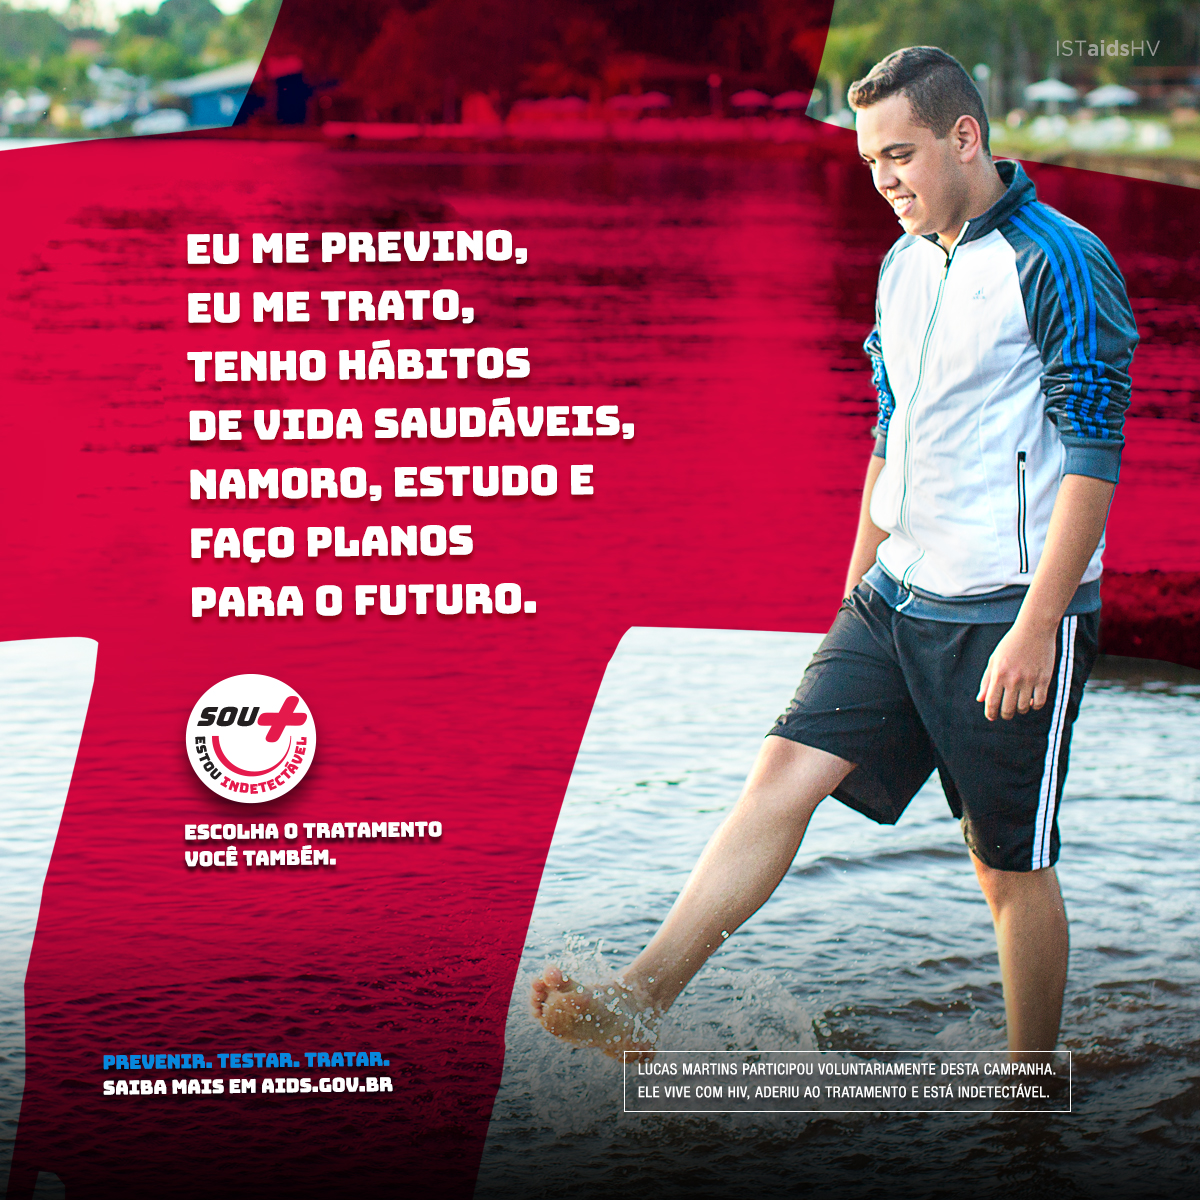 ISTaidsHV
EU ME PREVINO,
EU ME TRATO,
TENHO HÁBITOS
DE VIDA SAUDÁVEIS,
NAMORO, ESTUDO E
FAÇO PLANOS
PARA O FUTURO.
SOU+
ESTOU INDETECTÁVEL
ESCOLHA O TRATAMENTO
VOCÊ TAMBÉM.
PREVENIR. TESTAR. TRATAR.
SAIBA MAIS EM AIDS.GOV.BR
LUCAS MARTINS PARTICIPOU VOLUNTARIAMENTE DESTA CAMPANHA.
ELE VIVE COM HIV, ADERIU AO TRATAMENTO E ESTÁ INDETECTÁVEL.